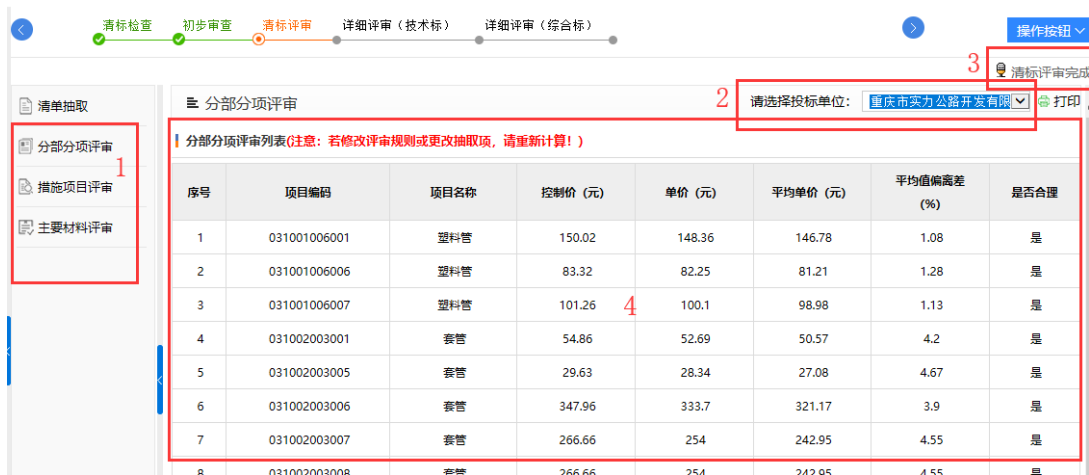 清标检查 初步审查 清标评审 详细评审（技术标） 详细评审（综合标）
操作按钮
3 清标评审完成
清单抽取
分部分项评审
1
措施项目评审
主要材料评审
分部分项评审
2 请选择投标单位： 重庆市实力公路开发有限 打印
分部分项评审列表(注意：若修改评审规则或更改抽取项，请重新计算！)
序号 项目编码 项目名称 控制价（元） 单价（元） 平均单价（元） 平均值偏离差（%） 是否合理
1 031001006001 塑料管 150.02 148.36 146.78 1.08 是
2 031001006006 塑料管 83.32 82.25 81.21 1.28 是
3 031001006007 塑料管 101.26 100.1 98.98 1.13 是
4
4 031002003001 套管 54.86 52.69 50.57 4.2 是
5 031002003005 套管 29.63 28.34 27.08 4.67 是
6 031002003006 套管 347.96 333.7 321.17 3.9 是
7 031002003007 套管 266.66 254 242.95 4.55 是
8 031002003008 套管 266.66 254 242.95 4.55 是